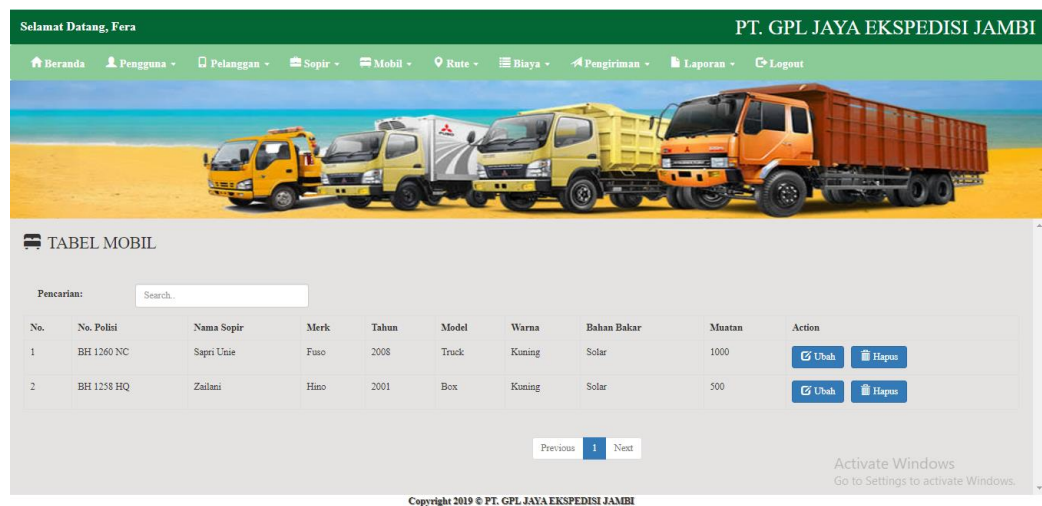 Selamat Datang, Fera
PT. GPL JAYA EKSPEDISI JAMBI
Beranda Pengguna Pelanggan Sopir Mobil Rute Biaya Pengiriman Laporan Logout
TABEL MOBIL
Pencarian: Search..
No. No. Polisi Nama Sopir Merk Tahun Model Warna Bahan Bakar Muatan Action
1 BH 1260 NC Sapri Unie Fuso 2008 Truck Kuning Solar 1000 Ubah Hapus
2 BH 1258 HQ Zailani Hino 2001 Box Kuning Solar 500 Ubah Hapus
Previous 1 Next
Activate Windows
Go to Settings to activate Windows.
Copyright 2019 © PT. GPL JAYA EKSPEDISI JAMBI